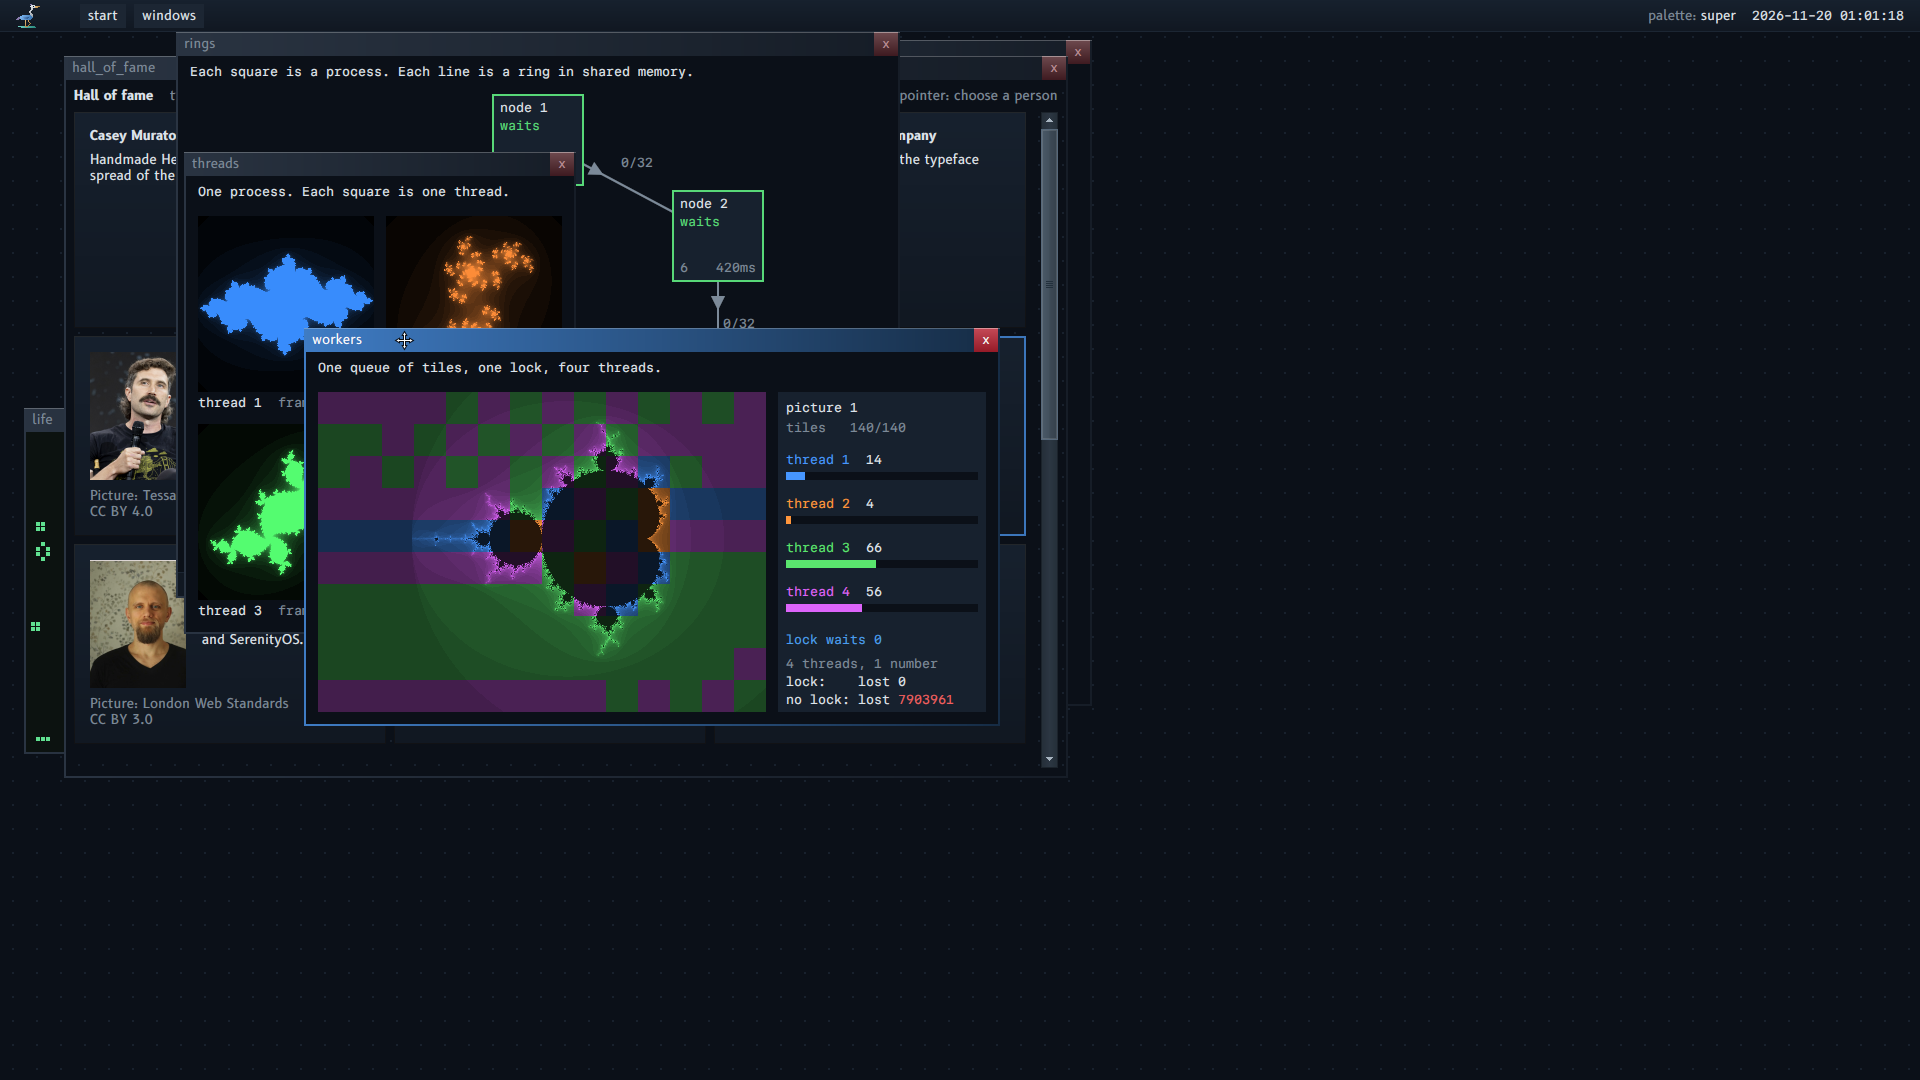 start windows palette: super 2026-11-20 01:01:18
rings x
x
hall_of_fame x
Each square is a process. Each line is a ring in shared memory.
Hall of fame pointer: choose a person
node 1
waits
Casey
Handmade
spread of the
the typeface
0/32
threads x
One process. Each square is one thread.
node 2
waits
6 420ms
0/32
workers x
One queue of tiles, one lock, four threads.
thread 1
life
Picture:
CC BY 4.0
thread 3
and SerenityOS.
Picture: London Web Standards
CC BY 3.0
picture 1
tiles 140/140
thread 1 14
thread 2 4
thread 3 66
thread 4 56
lock waits 0
4 threads, 1 number
lock: lost 0
no lock: lost 7903961